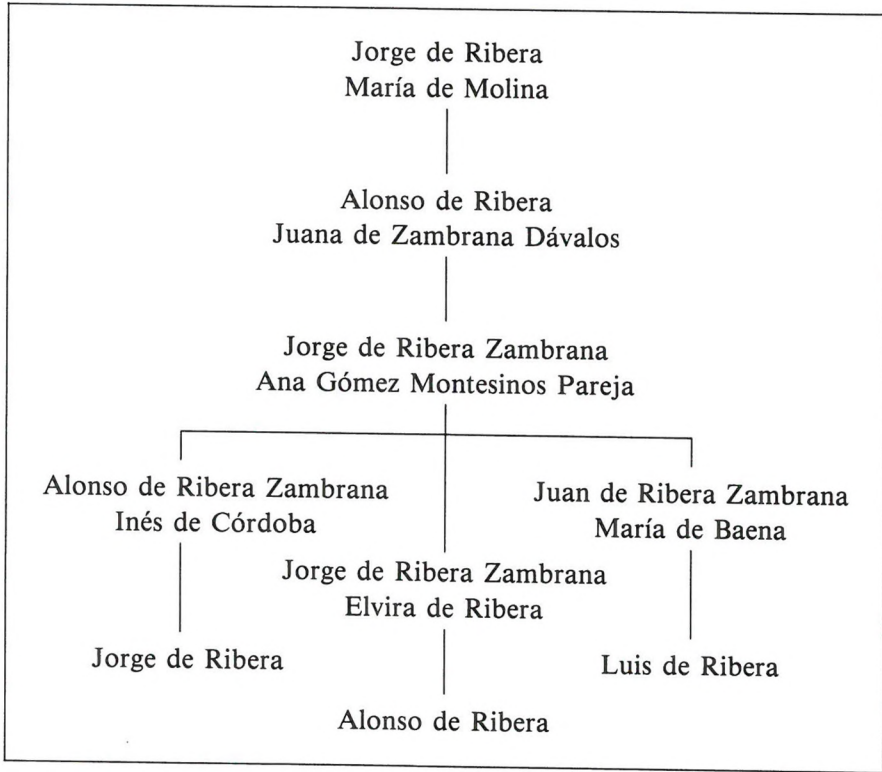 Jorge de Ribera
María de Molina
Alonso de Ribera
Juana de Zambrana Dávalos
Jorge de Ribera Zambrana
Ana Gómez Montesinos Pareja
Alonso de Ribera Zambrana
Inés de Córdoba
Juan de Ribera Zambrana
María de Baena
Jorge de Ribera Zambrana
Elvira de Ribera
Jorge de Ribera
Luis de Ribera
Alonso de Ribera